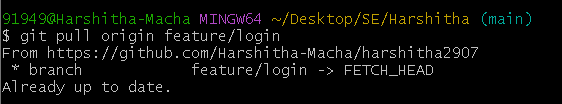 91949@Harshitha-Macha MINGW64 ~/Desktop/SE/Harshitha (main)
$ git pull origin feature/login
From https://github.com/Harshitha-Macha/harshitha2907
 * branch            feature/login -> FETCH_HEAD
Already up to date.